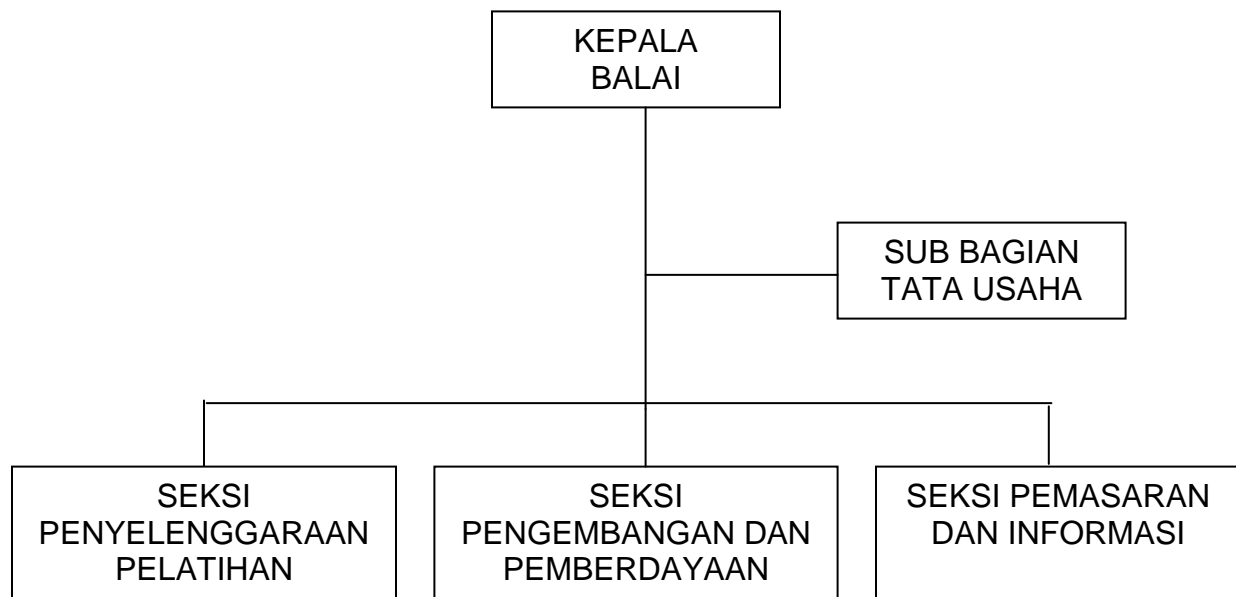 KEPALA
BALAI
SUB BAGIAN
TATA USAHA
SEKSI
PENYELENGGARAAN
PELATIHAN
SEKSI
PENGEMBANGAN DAN
PEMBERDAYAAN
SEKSI PEMASARAN
DAN INFORMASI